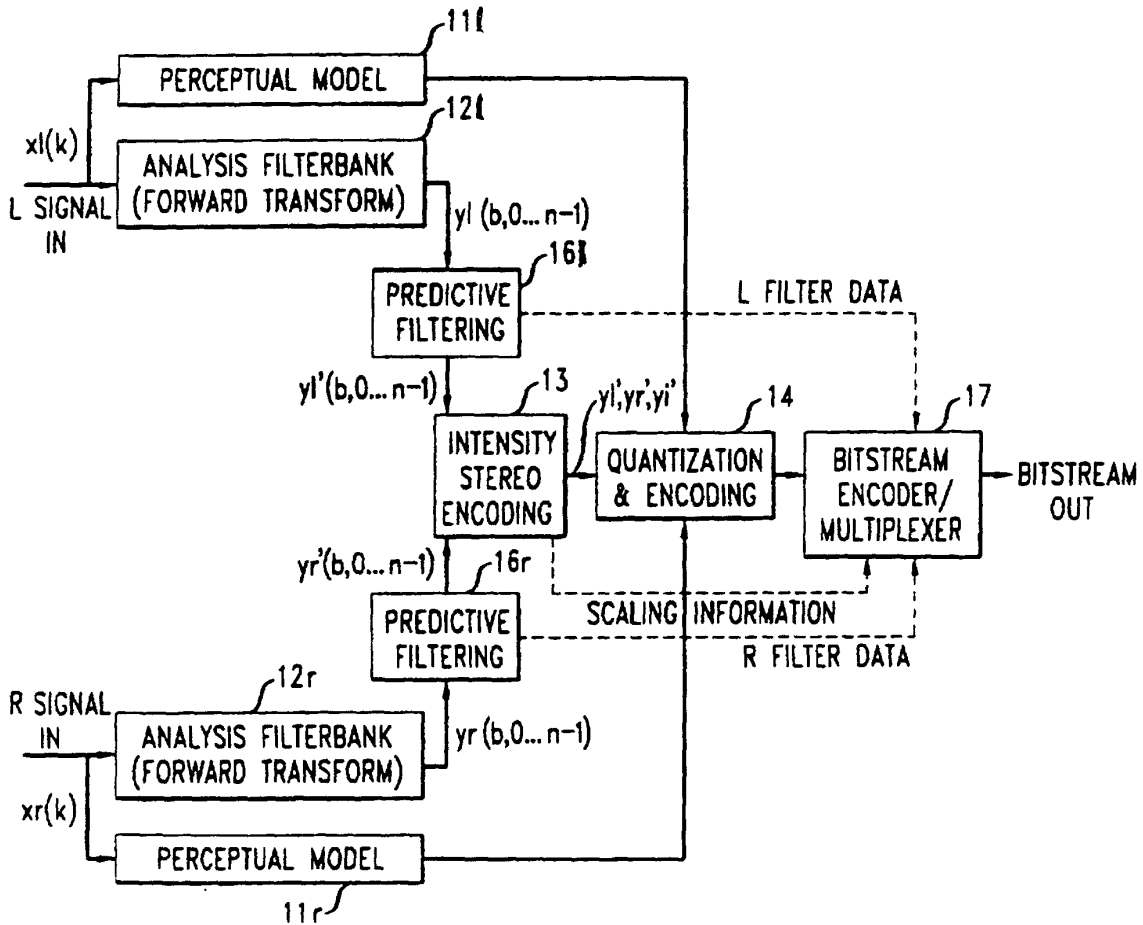 11l
PERCEPTUAL MODEL
12l
xl(k)
ANALYSIS FILTERBANK
(FORWARD TRANSFORM)
L SIGNAL
IN
yl (b,0... n-1)
16l
PREDICTIVE
FILTERING
L FILTER DATA
yl'(b,0... n-1)
13
yl',yr',yi'
14
17
INTENSITY
STEREO
ENCODING
QUANTIZATION
& ENCODING
BITSTREAM
ENCODER/
MULTIPLEXER
BITSTREAM
OUT
yr'(b,0... n-1)
16r
PREDICTIVE
FILTERING
SCALING INFORMATION
R FILTER DATA
12r
R SIGNAL
IN
ANALYSIS FILTERBANK
(FORWARD TRANSFORM)
yr (b,0... n-1)
xr(k)
PERCEPTUAL MODEL
11r